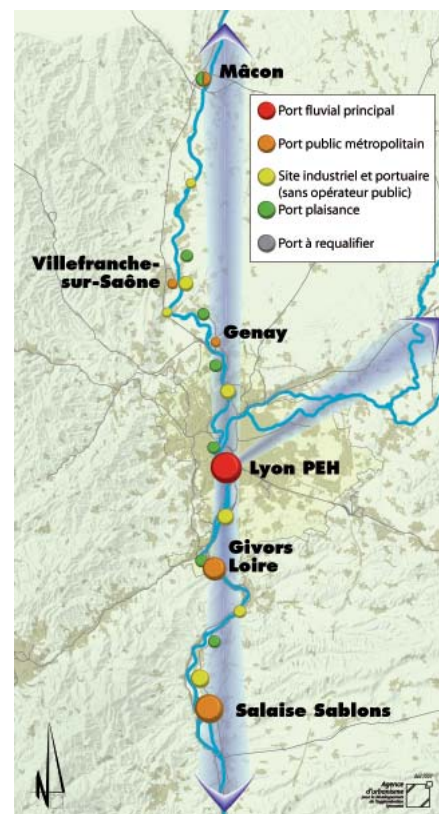 Mâcon
Port fluvial principal
Port public métropolitain
Site industriel et portuaire
(sans opérateur public)
Port plaisance
Port à requalifier
Villefranche-
sur-Saône
Genay
Lyon PEH
Givors
Loire
Salaise Sablons
N
Agence
d'urbanisme